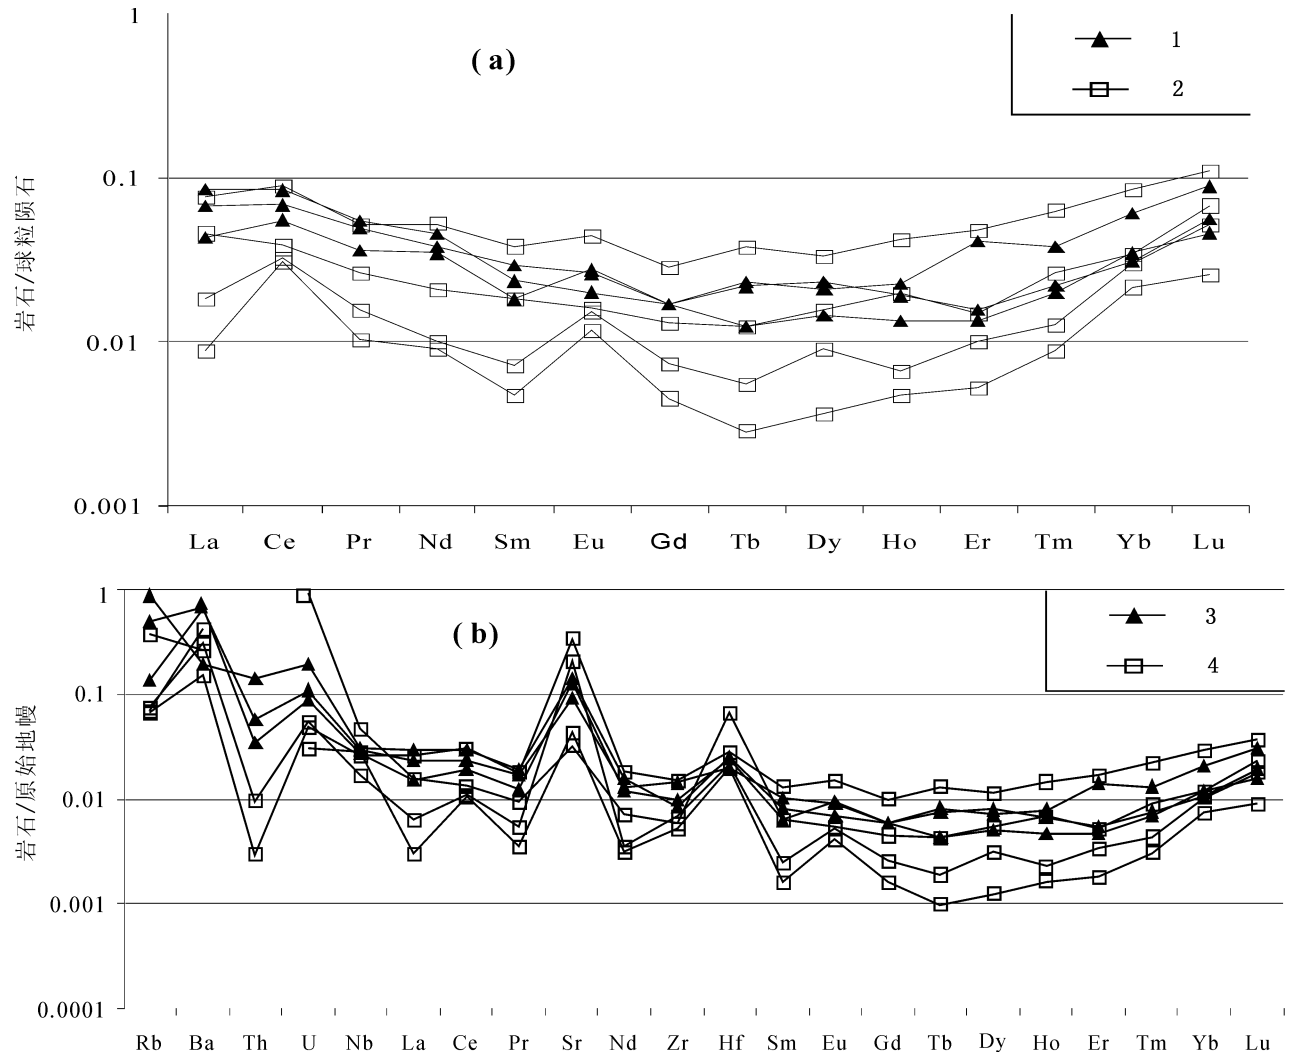 1
( a )
1
2
0.1
岩石/球粒陨石
0.01
0.001
La Ce Pr Nd Sm Eu Gd Tb Dy Ho Er Tm Yb Lu
1
( b )
3
4
0.1
岩石/原始地幔
0.01
0.001
0.0001
Rb Ba Th U Nb La Ce Pr Sr Nd Zr Hf Sm Eu Gd Tb Dy Ho Er Tm Yb Lu